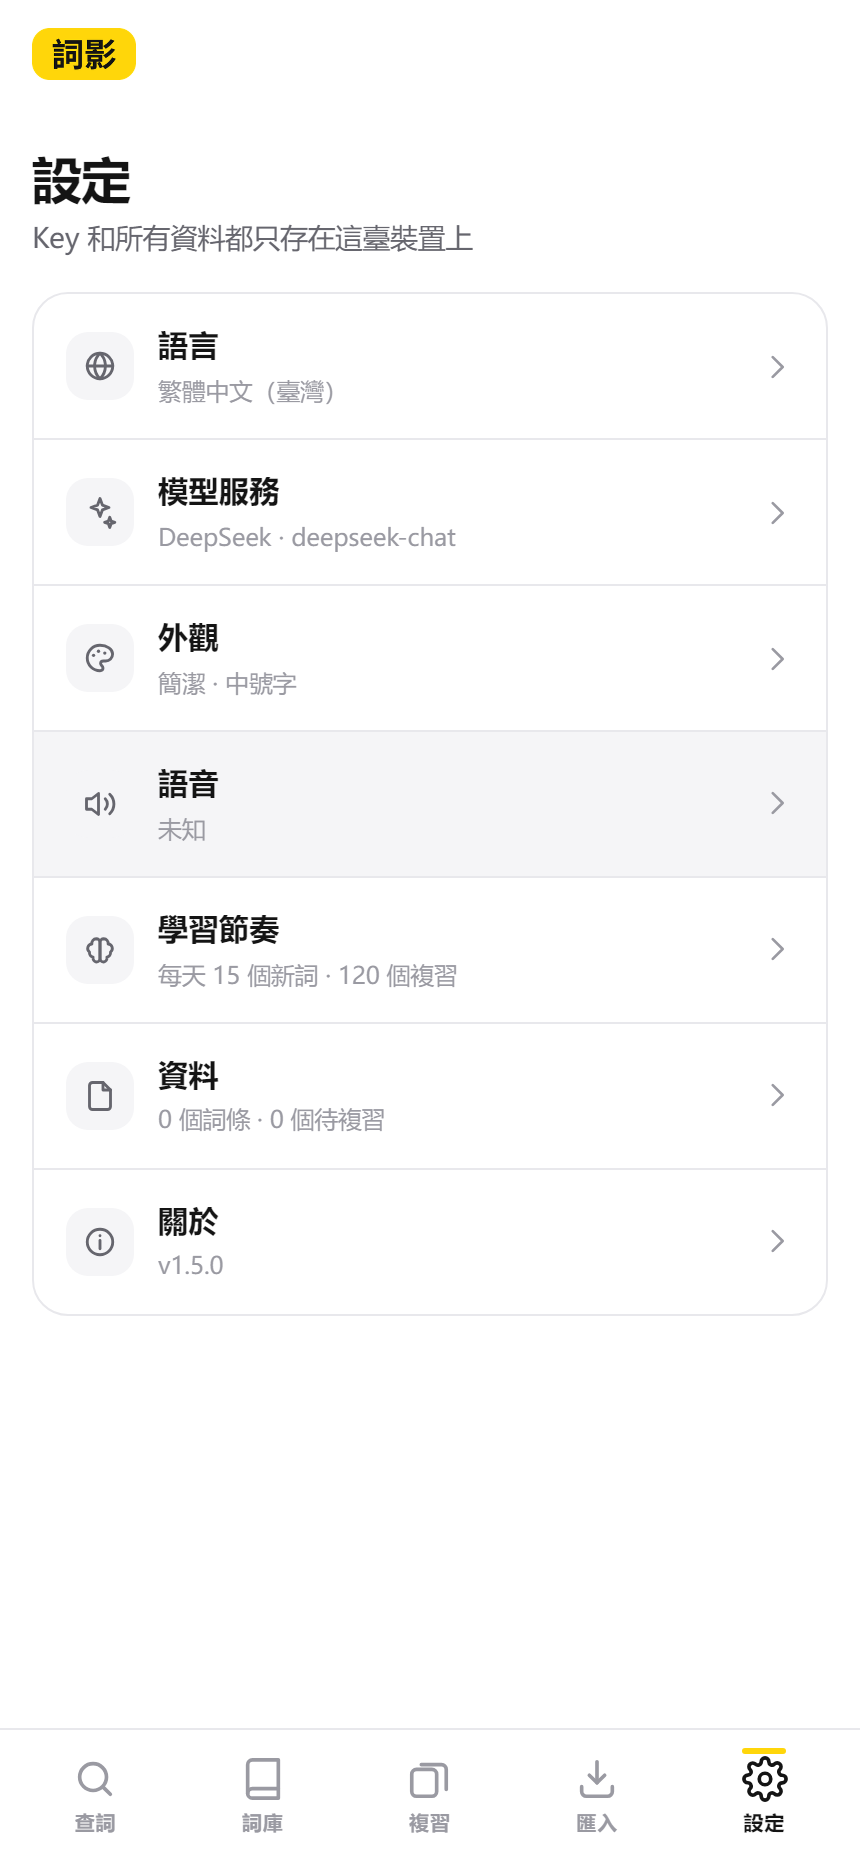 詞影
設定
Key 和所有資料都只存在這臺裝置上
語言
繁體中文（臺灣）
模型服務
DeepSeek · deepseek-chat
外觀
簡潔 · 中號字
語音
未知
學習節奏
每天 15 個新詞 · 120 個複習
資料
0 個詞條 · 0 個待複習
關於
v1.5.0
查詞
詞庫
複習
匯入
設定